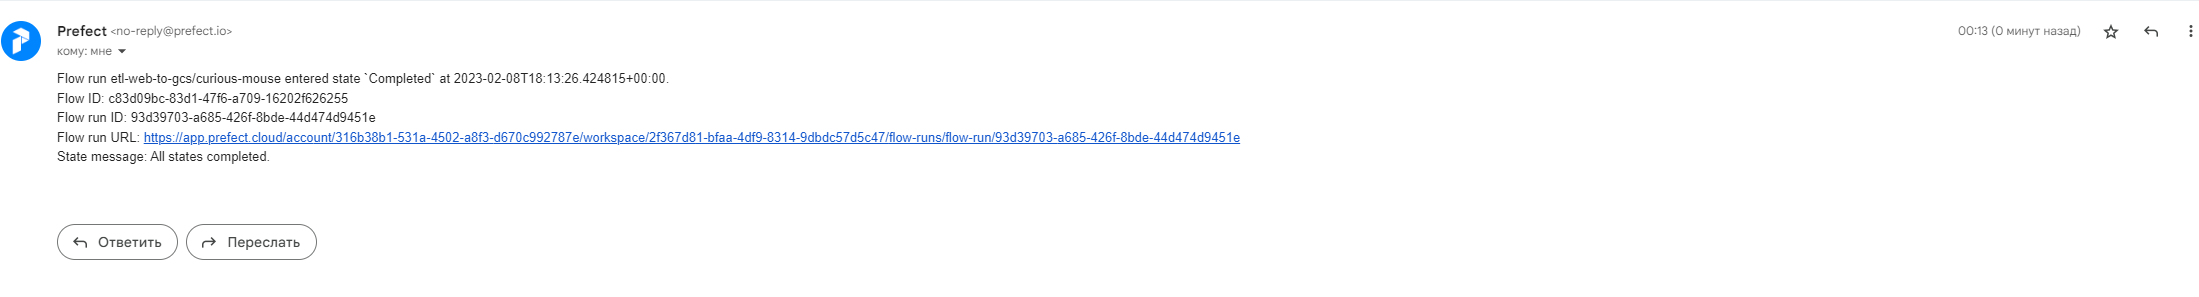 Prefect <no-reply@prefect.io>
00:13 (0 минут назад)
кому: мне
Flow run etl-web-to-gcs/curious-mouse entered state `Completed` at 2023-02-08T18:13:26.424815+00:00.
Flow ID: c83d09bc-83d1-47f6-a709-16202f626255
Flow run ID: 93d39703-a685-426f-8bde-44d474d9451e
Flow run URL: https://app.prefect.cloud/account/316b38b1-531a-4502-a8f3-d670c992787e/workspace/2f367d81-bfaa-4df9-8314-9dbdc57d5c47/flow-runs/flow-run/93d39703-a685-426f-8bde-44d474d9451e
State message: All states completed.
Ответить
Переслать